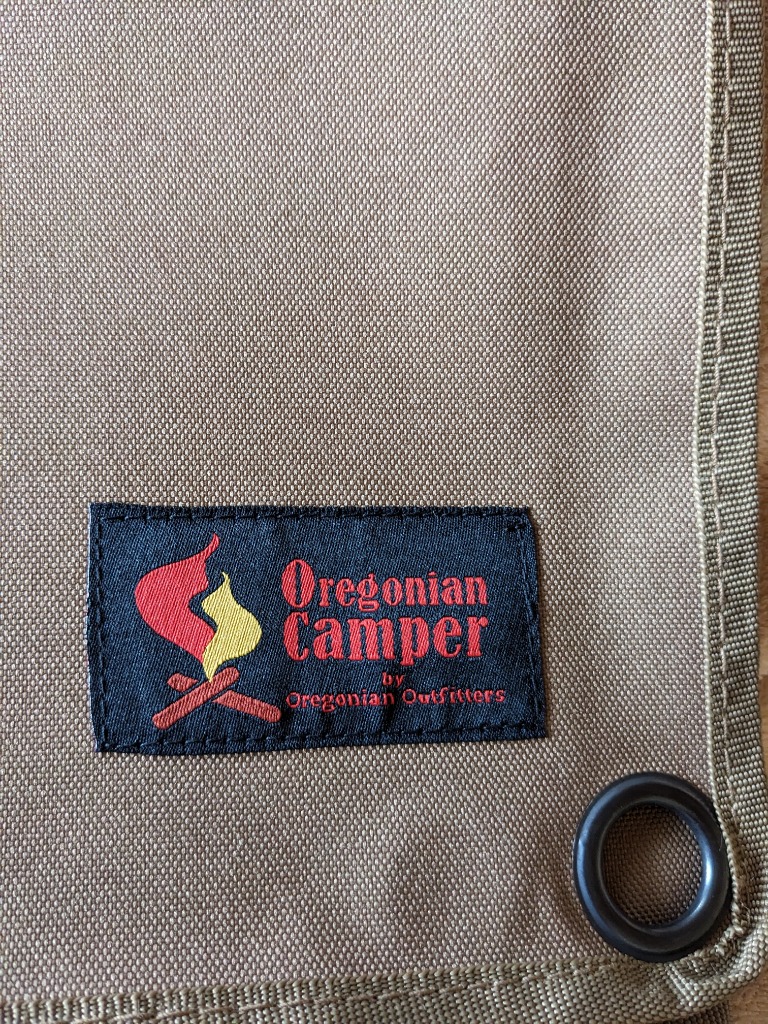 Oregonian
Camper
by
Oregonian Outfitters